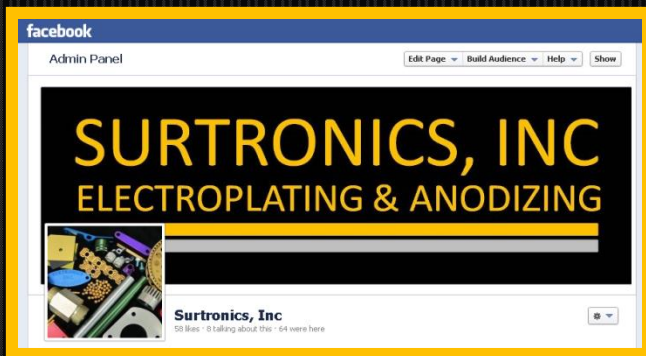 facebook
Admin Panel Edit Page Build Audience Help Show
SURTRONICS, INC
ELECTROPLATING & ANODIZING
Surtronics, Inc
58 likes · 8 talking about this · 64 were here